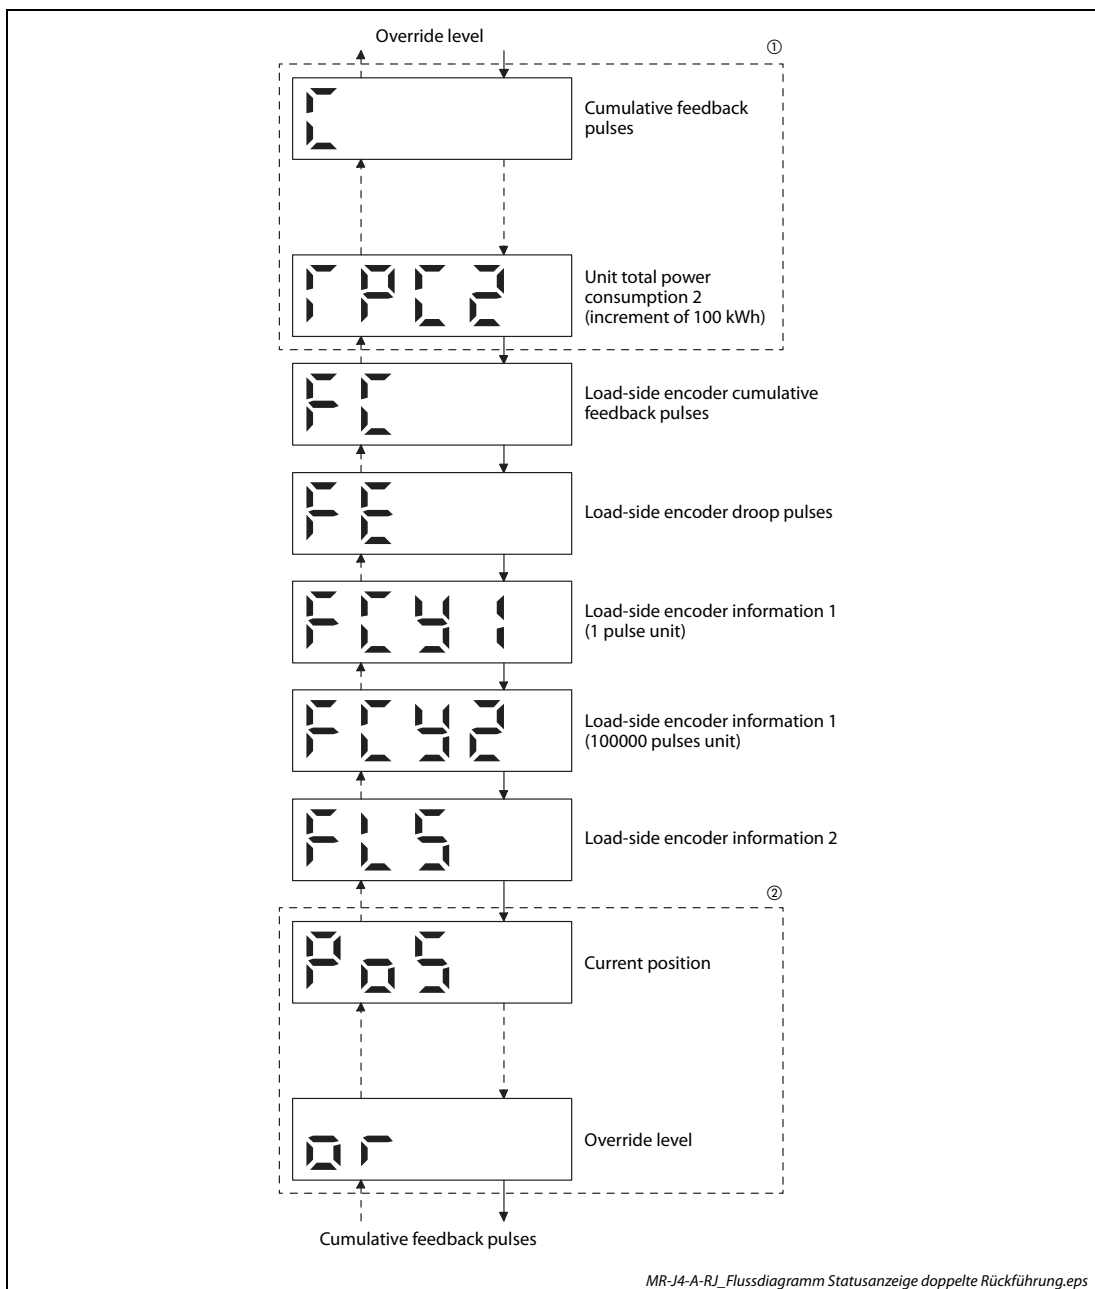 Override level
①
C
Cumulative feedback
pulses
TPC2
Unit total power
consumption 2
(increment of 100 kWh)
FC
Load-side encoder cumulative
feedback pulses
FE
Load-side encoder droop pulses
FCY1
Load-side encoder information 1
(1 pulse unit)
FCY2
Load-side encoder information 1
(100000 pulses unit)
FLS
Load-side encoder information 2
②
PoS
Current position
or
Override level
Cumulative feedback pulses
MR-J4-A-RJ_Flussdiagramm Statusanzeige doppelte Rückführung.eps